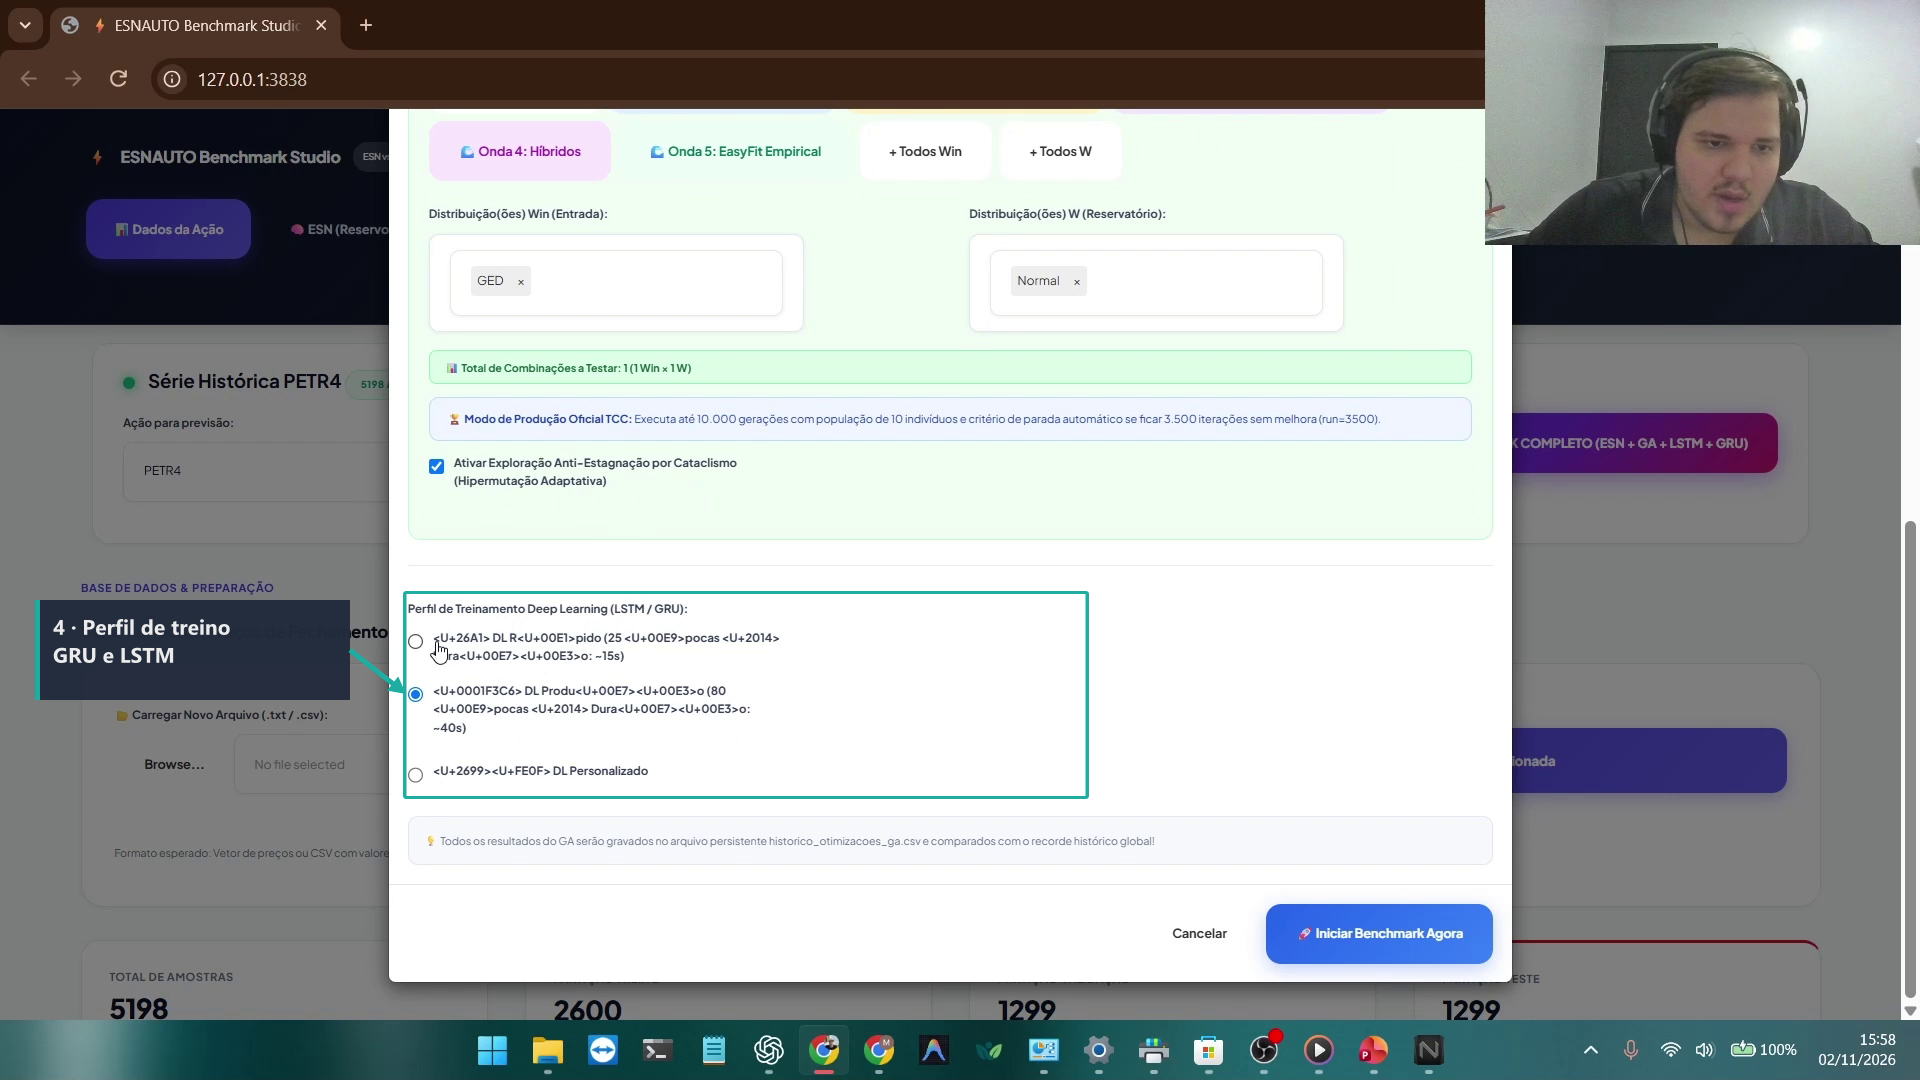 ESNAUTO Benchmark Studio
127.0.0.1:3838
ESNAUTO Benchmark Studio
Dados da Ação
ESN (Reservo
Onda 4: Híbridos
Onda 5: EasyFit Empirical
+ Todos Win
+ Todos W
Distribuição(ões) Win (Entrada):
Distribuição(ões) W (Reservatório):
GED ×
Normal ×
Total de Combinações a Testar: 1 (1 Win × 1 W)
Modo de Produção Oficial TCC: Executa até 10.000 gerações com população de 10 indivíduos e critério de parada automático se ficar 3.500 iterações sem melhora (run=3500).
Ativar Exploração Anti-Estagnação por Cataclismo
(Hipermutação Adaptativa)
Série Histórica PETR4
5198
Ação para previsão:
PETR4
COMPLETO (ESN + GA + LSTM + GRU)
BASE DE DADOS & PREPARAÇÃO
4 · Perfil de treino
GRU e LSTM
Perfil de Treinamento Deep Learning (LSTM / GRU):
<U+26A1> DL R<U+00E1>pido (25 <U+00E9>pocas <U+2014>
ra<U+00E7><U+00E3>o: ~15s)
<U+0001F3C6> DL Produ<U+00E7><U+00E3>o (80
<U+00E9>pocas <U+2014> Dura<U+00E7><U+00E3>o:
~40s)
<U+2699><U+FE0F> DL Personalizado
Carregar Novo Arquivo (.txt / .csv):
Browse...
No file selected
ionada
Formato esperado: Vetor de preços ou CSV com valore
Todos os resultados do GA serão gravados no arquivo persistente historico_otimizacoes_ga.csv e comparados com o recorde histórico global!
Cancelar
Iniciar Benchmark Agora
TOTAL DE AMOSTRAS
5198
2600
1299
ESTE
1299
100%
15:58
02/11/2026